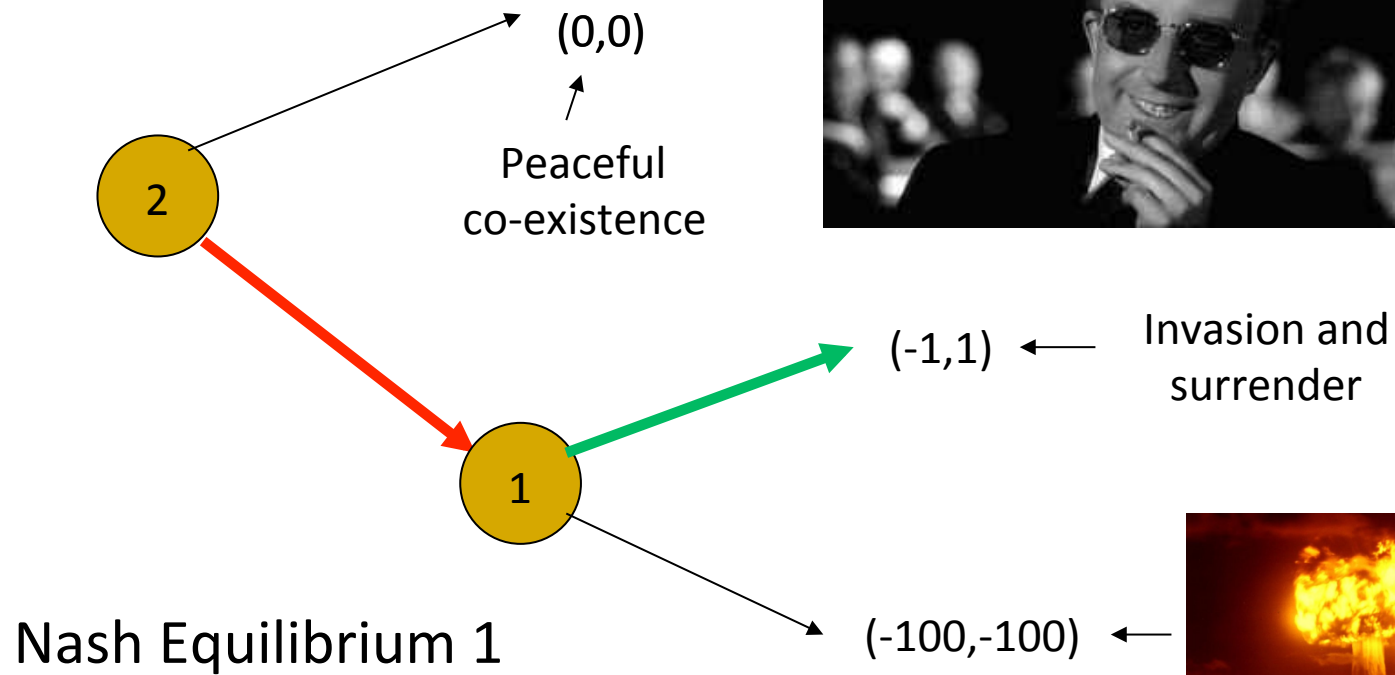 (0,0)
Peaceful
co-existence
2
(-1,1)
Invasion and
surrender
1
(-100,-100)
Nash Equilibrium 1